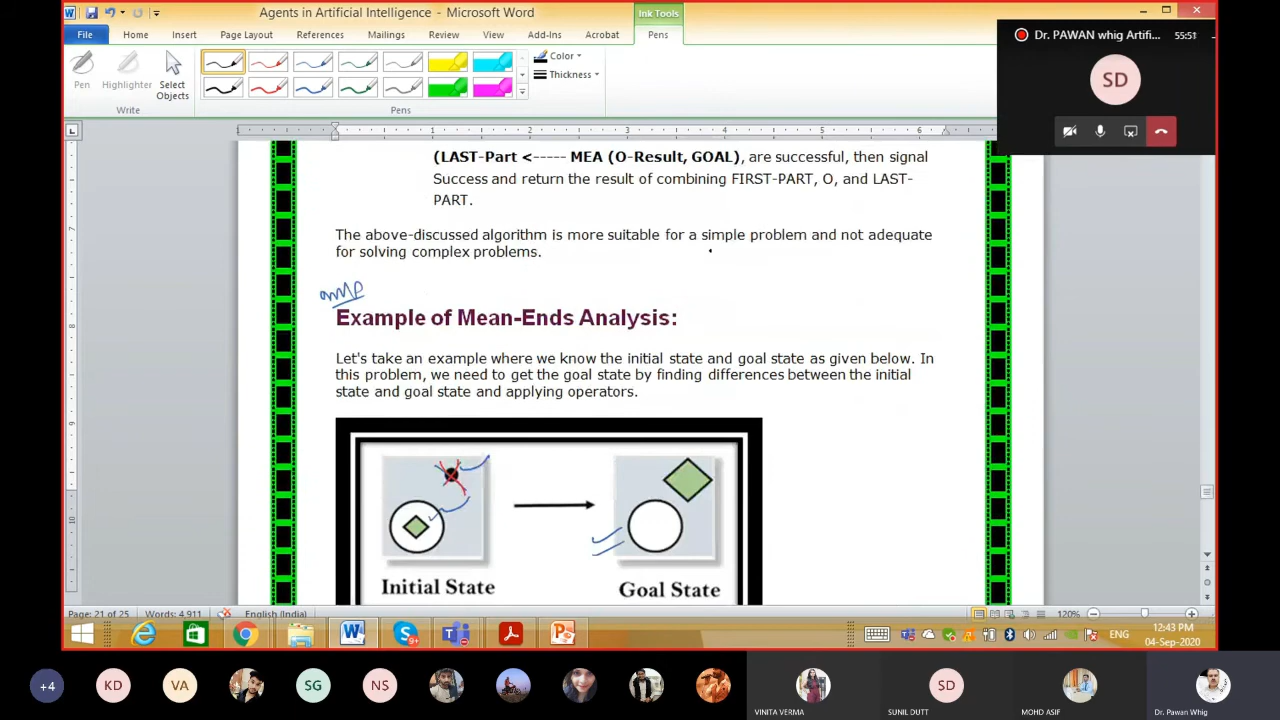 Agents in Artificial Intelligence - Microsoft Word
Ink Tools
File
Home
Insert
Page Layout
References
Mailings
Review
View
Add-Ins
Acrobat
Pens
Pen
Highlighter
Select
Objects
Color
Thickness
Write
Pens
Dr. PAWAN whig Artifi...
55:51
SD
(LAST-Part <----- MEA (O-Result, GOAL), are successful, then signal
Success and return the result of combining FIRST-PART, O, and LAST-
PART.
The above-discussed algorithm is more suitable for a simple problem and not adequate
for solving complex problems.
Example of Mean-Ends Analysis:
Let's take an example where we know the initial state and goal state as given below. In
this problem, we need to get the goal state by finding differences between the initial
state and goal state and applying operators.
Initial State
Goal State
Page: 21 of 25
Words: 4,911
English (India)
120%
ENG
12:43 PM
04-Sep-2020
+4
KD
VA
SG
NS
VINITA VERMA
SD
SUNIL DUTT
MOHD ASIF
Dr. Pawan Whig